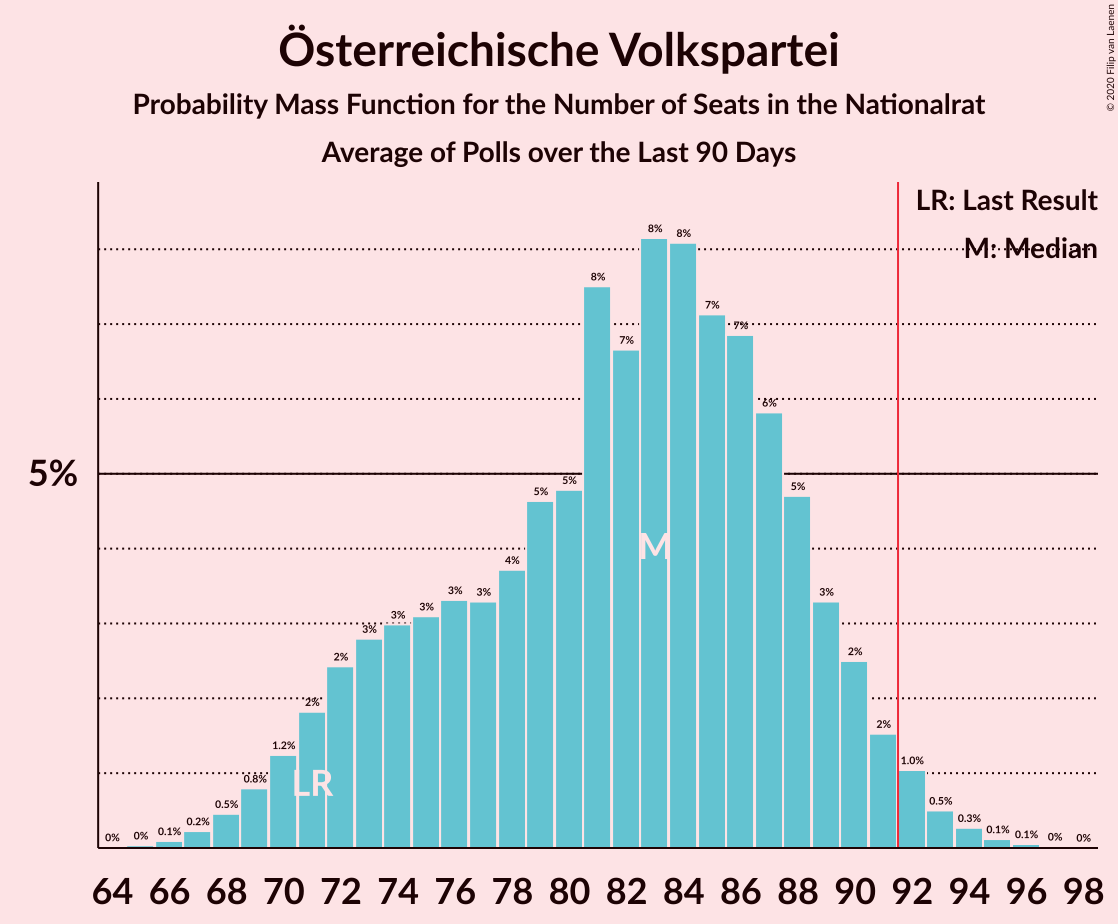 Österreichische Volkspartei
Probability Mass Function for the Number of Seats in the Nationalrat
Average of Polls over the Last 90 Days
© 2020 Filip van Laenen
LR: Last Result
M: Median
5%
0% 0% 0.1% 0.2% 0.5% 0.8% 1.2% 2% 2% 3% 3% 3% 3% 3% 4% 5% 5% 8% 7% 8% 8% 7% 7% 6% 5% 3% 2% 2% 1.0% 0.5% 0.3% 0.1% 0.1% 0% 0%
M
LR
64 66 68 70 72 74 76 78 80 82 84 86 88 90 92 94 96 98